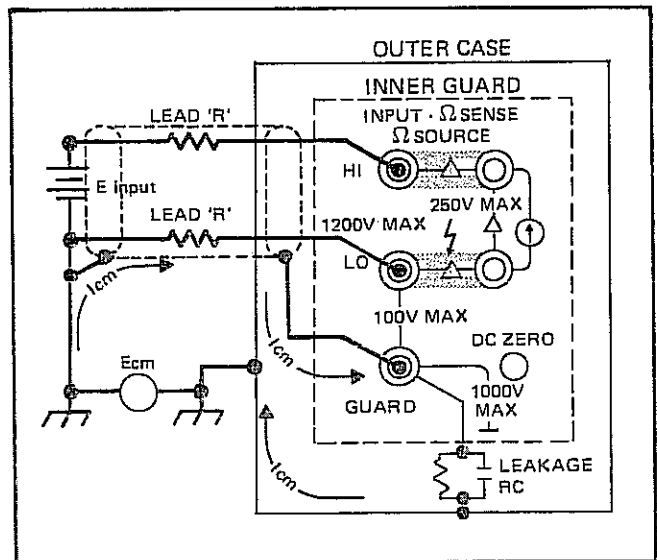 OUTER CASE
INNER GUARD
LEAD 'R'
INPUT · Ω SENSE
Ω SOURCE
HI
E input
250V MAX
LEAD 'R'
1200V MAX
LO
Icm
100V MAX
DC ZERO
Icm
Ecm
1000V
MAX
GUARD
Icm
LEAKAGE
RC